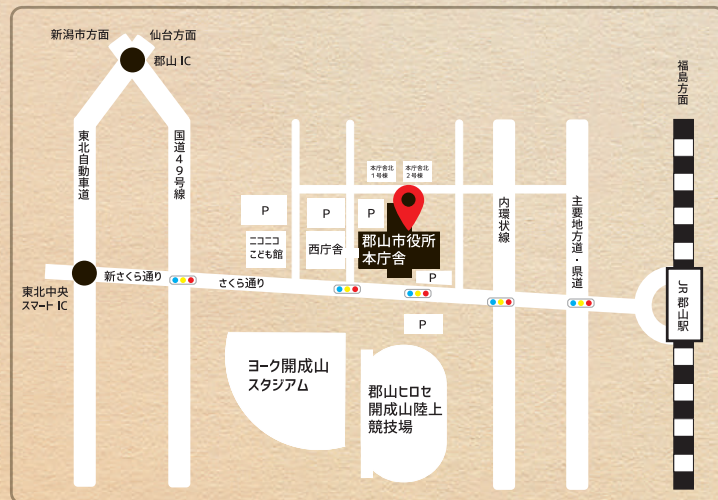 新潟市方面
仙台方面
郡山 IC
福島方面
東北自動車道
国道49号線
本庁舎北
1号棟
本庁舎北
2号棟
P
P
P
ニコニコ
こども館
西庁舎
郡山市役所
本庁舎
P
内環状線
主要地方道・県道
新さくら通り
さくら通り
東北中央
スマート IC
JR 郡山駅
P
ヨーク開成山
スタジアム
郡山ヒロセ
開成山陸上
競技場